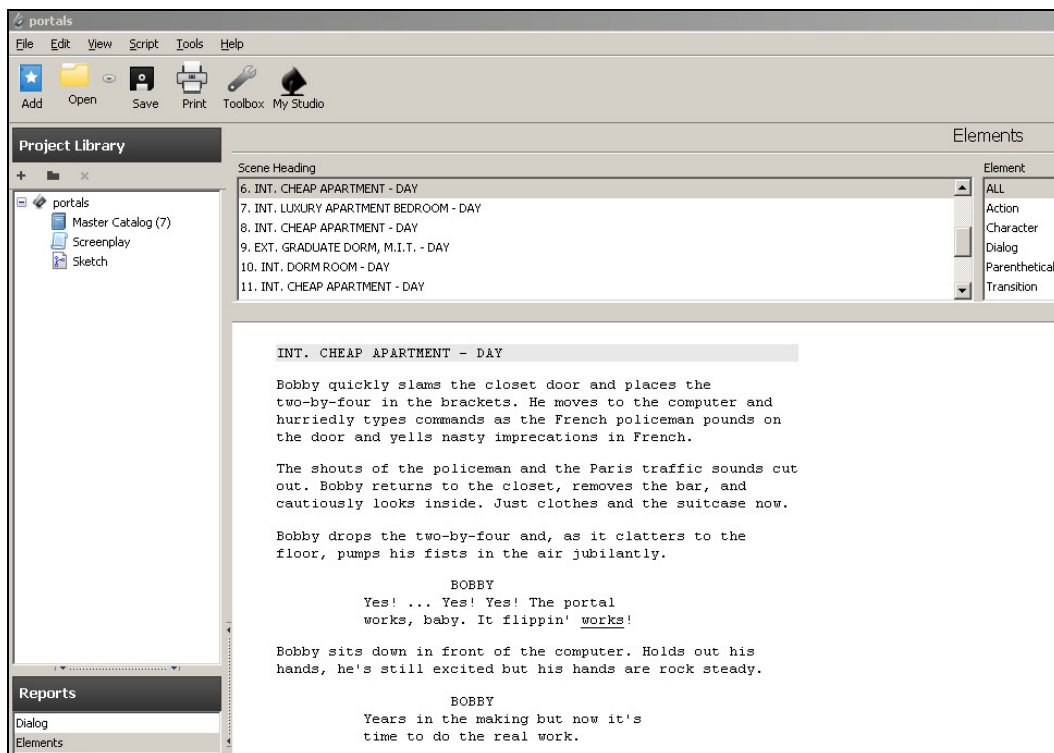 portals
File Edit View Script Tools Help
Add Open Save Print Toolbox My Studio
Project Library
portals
Master Catalog (7)
Screenplay
Sketch
Reports
Dialog
Elements
Elements
Scene Heading
6. INT. CHEAP APARTMENT - DAY
7. INT. LUXURY APARTMENT BEDROOM - DAY
8. INT. CHEAP APARTMENT - DAY
9. EXT. GRADUATE DORM, M.I.T. - DAY
10. INT. DORM ROOM - DAY
11. INT. CHEAP APARTMENT - DAY
Element
ALL
Action
Character
Dialog
Parenthetical
Transition
INT. CHEAP APARTMENT - DAY
Bobby quickly slams the closet door and places the
two-by-four in the brackets. He moves to the computer and
hurriedly types commands as the French policeman pounds on
the door and yells nasty imprecations in French.
The shouts of the policeman and the Paris traffic sounds cut
out. Bobby returns to the closet, removes the bar, and
cautiously looks inside. Just clothes and the suitcase now.
Bobby drops the two-by-four and, as it clatters to the
floor, pumps his fists in the air jubilantly.
BOBBY
Yes! ... Yes! Yes! The portal
works, baby. It flippin' works!
Bobby sits down in front of the computer. Holds out his
hands, he's still excited but his hands are rock steady.
BOBBY
Years in the making but now it's
time to do the real work.